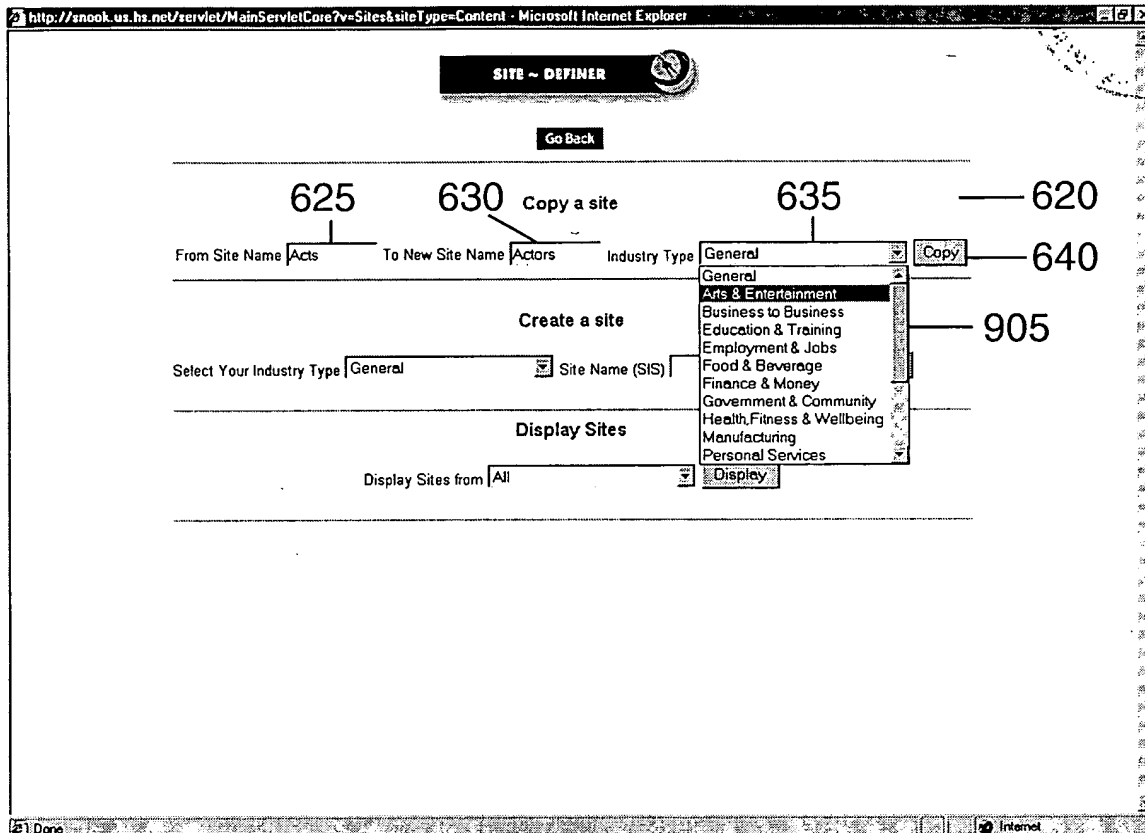 http://snook.us.hs.net/servlet/MainServletCore?v=Sites&siteType=Content - Microsoft Internet Explorer
SITE ~ DEFINER
Go Back
625 630 Copy a site 635 620
From Site Name Acts To New Site Name Actors Industry Type General Copy 640
General
Arts & Entertainment
Business to Business
Education & Training
Employment & Jobs
Food & Beverage
Finance & Money
Government & Community
Health,Fitness & Wellbeing
Manufacturing
Personal Services
905
Create a site
Select Your Industry Type General Site Name (SIS)
Display Sites
Display Sites from All Display
Done Internet